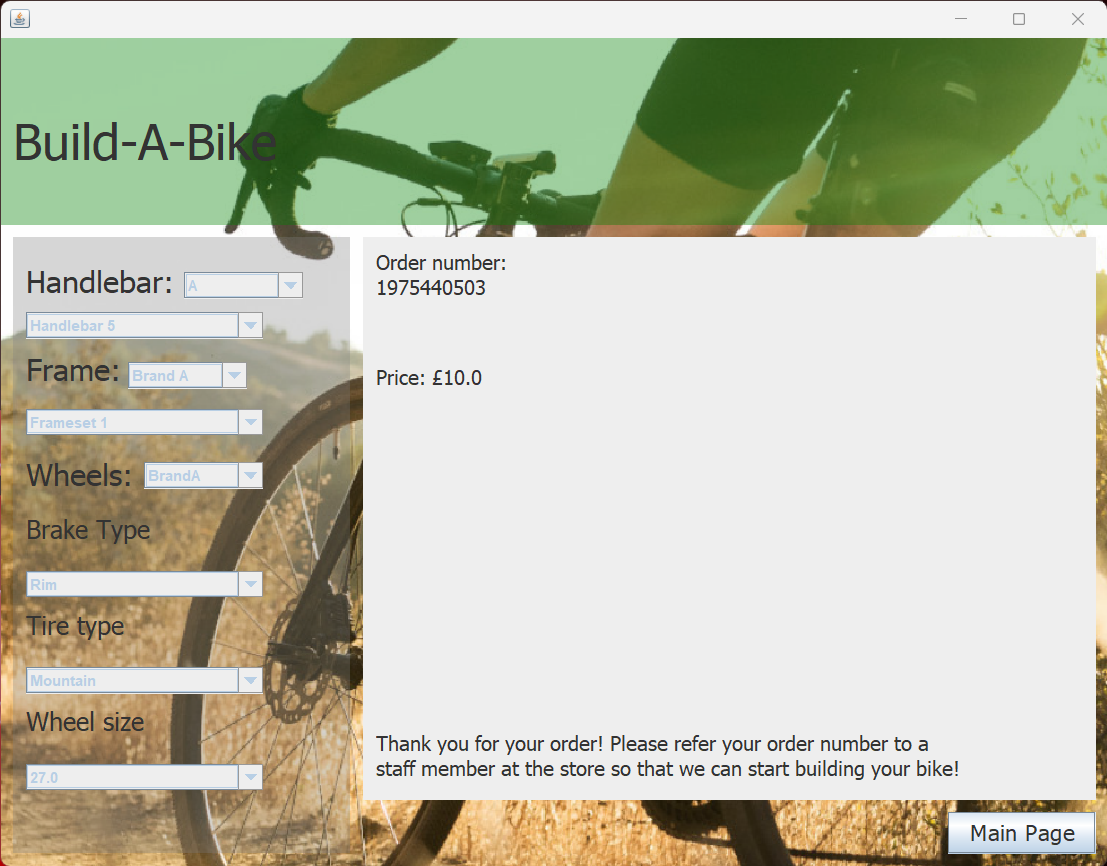 Build-A-Bike
Handlebar: A
Handlebar 5
Frame: Brand A
Frameset 1
Wheels: BrandA
Brake Type
Rim
Tire type
Mountain
Wheel size
27.0
Order number:
1975440503
Price: £10.0
Thank you for your order! Please refer your order number to a
staff member at the store so that we can start building your bike!
Main Page